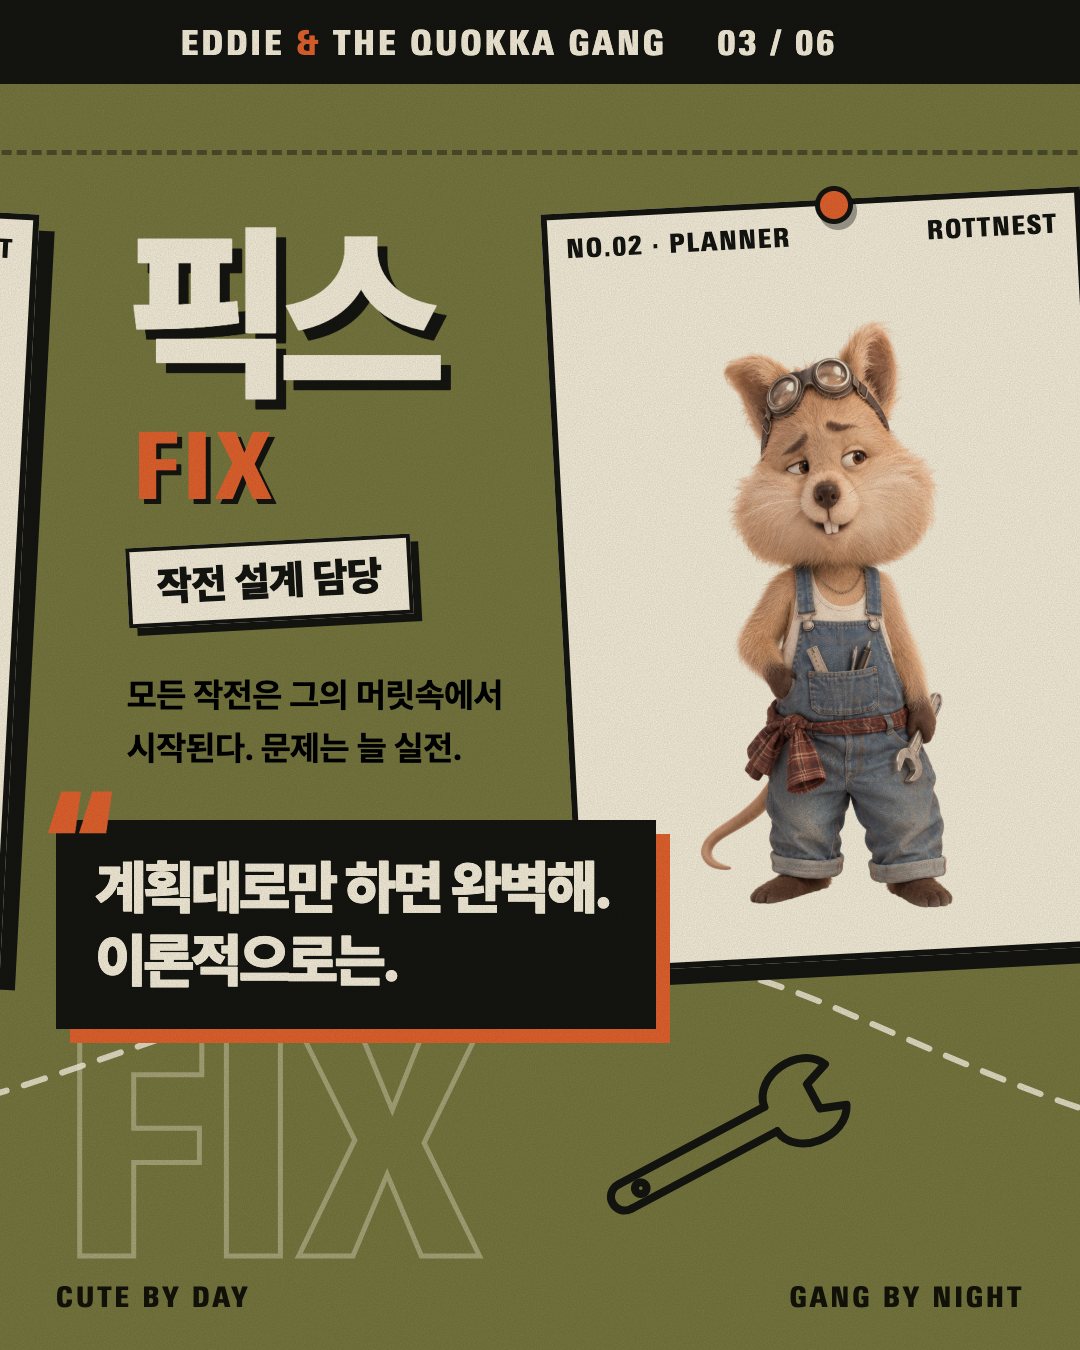 EDDIE & THE QUOKKA GANG 03 / 06
NO.02 · PLANNER ROTTNEST
픽스
FIX
작전 설계 담당
모든 작전은 그의 머릿속에서
시작된다. 문제는 늘 실전.
“
계획대로만 하면 완벽해.
이론적으로는.
FIX
CUTE BY DAY GANG BY NIGHT